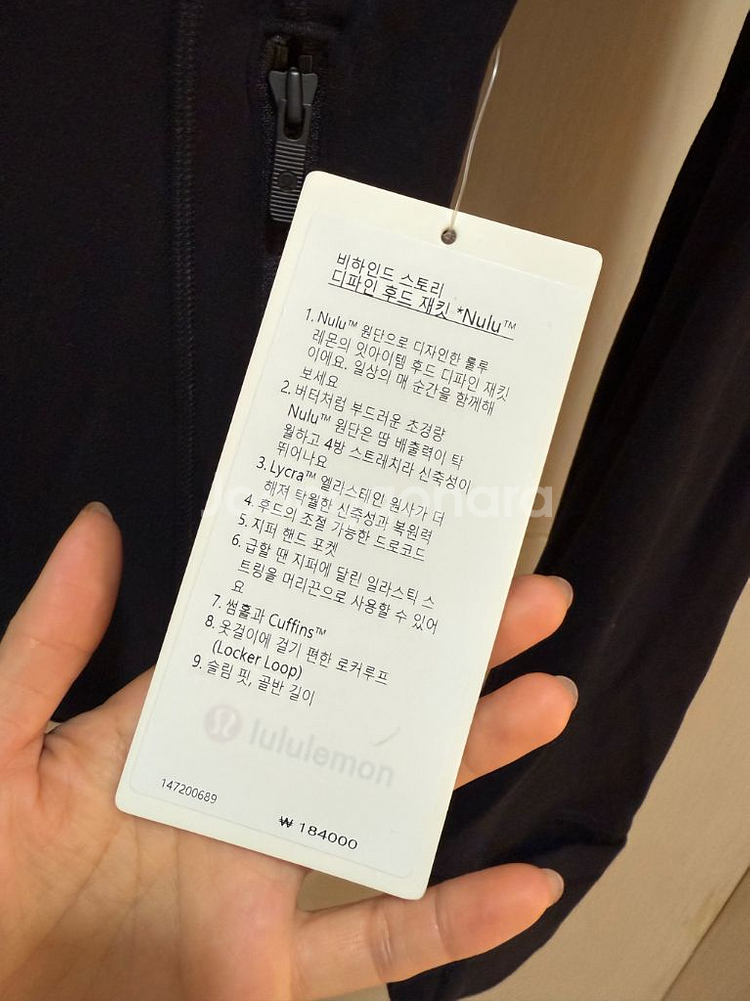 비하인드 스토리
디파인 후드 재킷 *Nulu™
1. Nulu™ 원단으로 디자인한 룰루
레몬의 잇아이템 후드 디파인 재킷
이에요. 일상의 매 순간을 함께해
보세요
2. 버터처럼 부드러운 초경량
Nulu™ 원단은 땀 배출력이 탁
월하고 4방 스트레치라 신축성이
뛰어나요
3. Lycra™ 엘라스테인 원사가 더
해져 탁월한 신축성과 복원력
4. 후드의 조절 가능한 드로코드
5. 지퍼 핸드 포켓
6. 급할 땐 지퍼에 달린 일라스틱 스
트링을 머리끈으로 사용할 수 있어
요
7. 썸홀과 Cuffins™
8. 옷걸이에 걸기 편한 로커루프
(Locker Loop)
9. 슬림 핏, 골반 길이
lululemon
147200689
₩ 184000